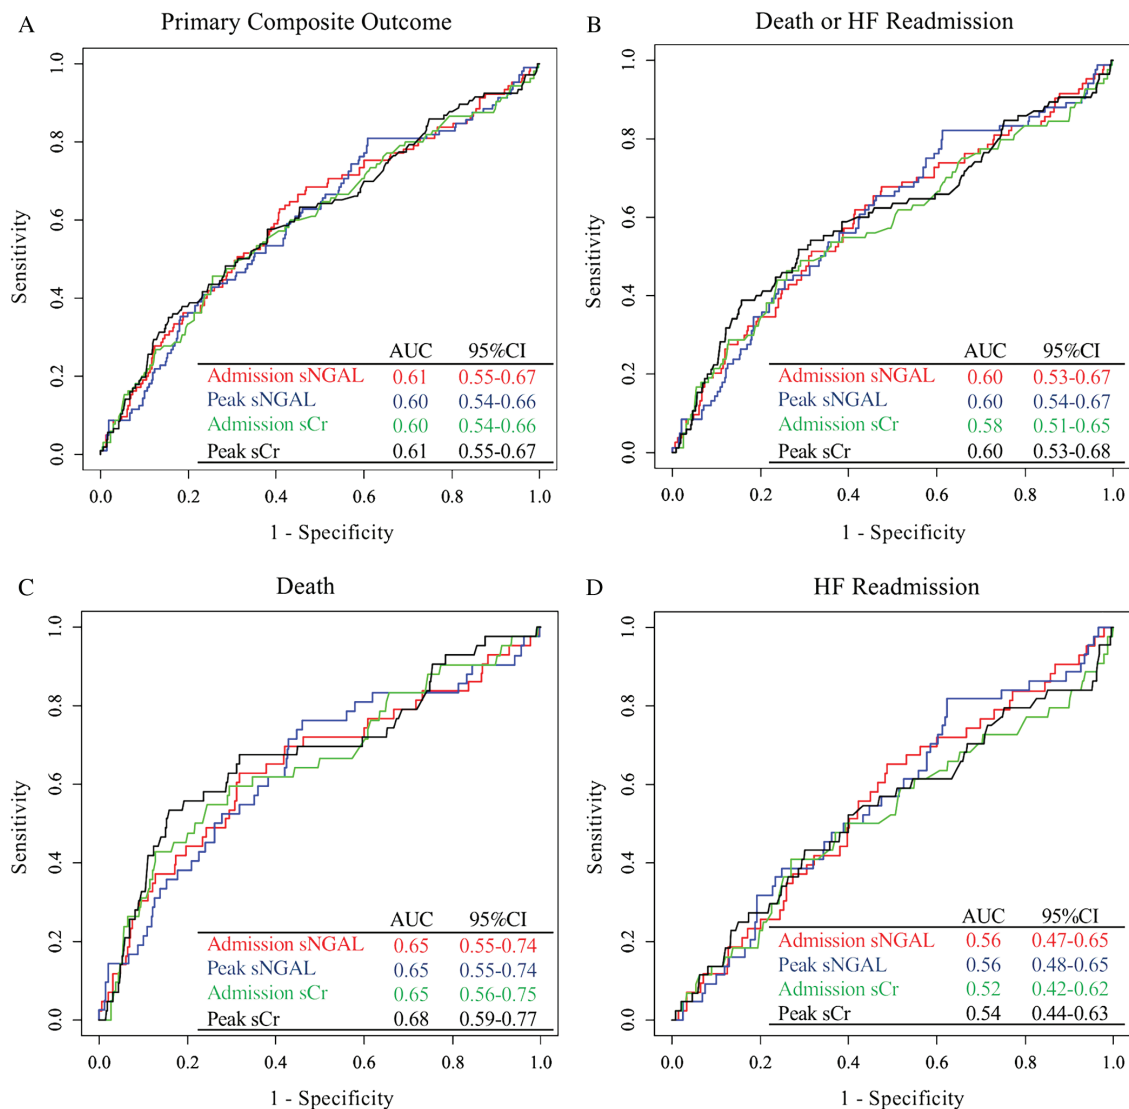 A
Primary Composite Outcome
Sensitivity
0.0 0.2 0.4 0.6 0.8 1.0
AUC 95%CI
Admission sNGAL 0.61 0.55-0.67
Peak sNGAL 0.60 0.54-0.66
Admission sCr 0.60 0.54-0.66
Peak sCr 0.61 0.55-0.67
0.0 0.2 0.4 0.6 0.8 1.0
1 - Specificity
B
Death or HF Readmission
Sensitivity
0.0 0.2 0.4 0.6 0.8 1.0
AUC 95%CI
Admission sNGAL 0.60 0.53-0.67
Peak sNGAL 0.60 0.54-0.67
Admission sCr 0.58 0.51-0.65
Peak sCr 0.60 0.53-0.68
0.0 0.2 0.4 0.6 0.8 1.0
1 - Specificity
C
Death
Sensitivity
0.0 0.2 0.4 0.6 0.8 1.0
AUC 95%CI
Admission sNGAL 0.65 0.55-0.74
Peak sNGAL 0.65 0.55-0.74
Admission sCr 0.65 0.56-0.75
Peak sCr 0.68 0.59-0.77
0.0 0.2 0.4 0.6 0.8 1.0
1 - Specificity
D
HF Readmission
Sensitivity
0.0 0.2 0.4 0.6 0.8 1.0
AUC 95%CI
Admission sNGAL 0.56 0.47-0.65
Peak sNGAL 0.56 0.48-0.65
Admission sCr 0.52 0.42-0.62
Peak sCr 0.54 0.44-0.63
0.0 0.2 0.4 0.6 0.8 1.0
1 - Specificity